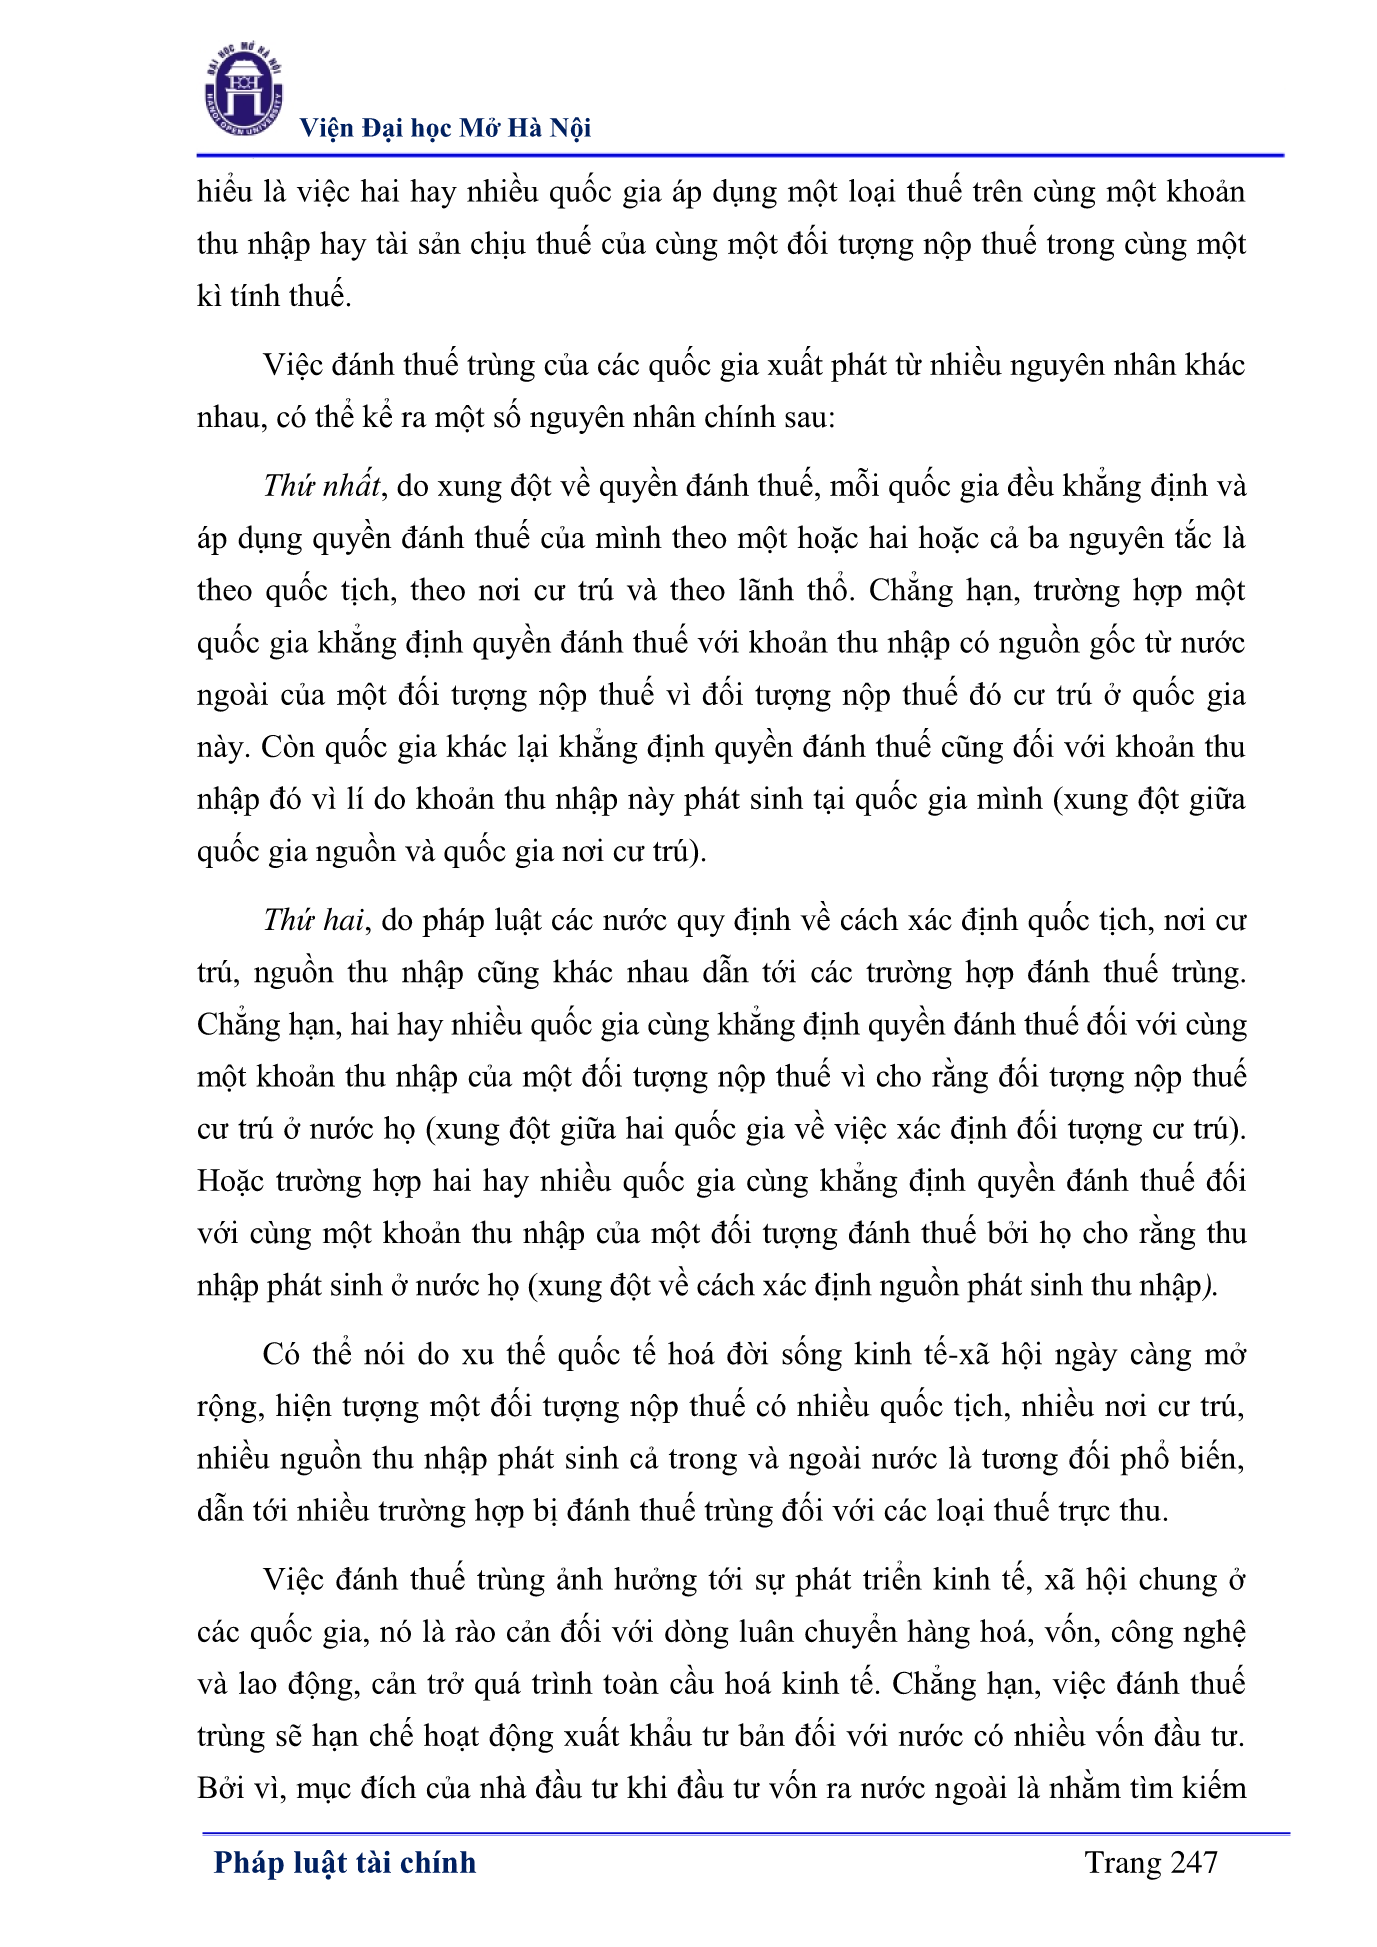 ĐẠI HỌC MỞ HÀ NỘI
HANOI OPEN UNIVERSITY
Viện Đại học Mở Hà Nội
hiểu là việc hai hay nhiều quốc gia áp dụng một loại thuế trên cùng một khoản
thu nhập hay tài sản chịu thuế của cùng một đối tượng nộp thuế trong cùng một
kì tính thuế.
Việc đánh thuế trùng của các quốc gia xuất phát từ nhiều nguyên nhân khác
nhau, có thể kể ra một số nguyên nhân chính sau:
Thứ nhất, do xung đột về quyền đánh thuế, mỗi quốc gia đều khẳng định và
áp dụng quyền đánh thuế của mình theo một hoặc hai hoặc cả ba nguyên tắc là
theo quốc tịch, theo nơi cư trú và theo lãnh thổ. Chẳng hạn, trường hợp một
quốc gia khẳng định quyền đánh thuế với khoản thu nhập có nguồn gốc từ nước
ngoài của một đối tượng nộp thuế vì đối tượng nộp thuế đó cư trú ở quốc gia
này. Còn quốc gia khác lại khẳng định quyền đánh thuế cũng đối với khoản thu
nhập đó vì lí do khoản thu nhập này phát sinh tại quốc gia mình (xung đột giữa
quốc gia nguồn và quốc gia nơi cư trú).
Thứ hai, do pháp luật các nước quy định về cách xác định quốc tịch, nơi cư
trú, nguồn thu nhập cũng khác nhau dẫn tới các trường hợp đánh thuế trùng.
Chẳng hạn, hai hay nhiều quốc gia cùng khẳng định quyền đánh thuế đối với cùng
một khoản thu nhập của một đối tượng nộp thuế vì cho rằng đối tượng nộp thuế
cư trú ở nước họ (xung đột giữa hai quốc gia về việc xác định đối tượng cư trú).
Hoặc trường hợp hai hay nhiều quốc gia cùng khẳng định quyền đánh thuế đối
với cùng một khoản thu nhập của một đối tượng đánh thuế bởi họ cho rằng thu
nhập phát sinh ở nước họ (xung đột về cách xác định nguồn phát sinh thu nhập).
Có thể nói do xu thế quốc tế hoá đời sống kinh tế-xã hội ngày càng mở
rộng, hiện tượng một đối tượng nộp thuế có nhiều quốc tịch, nhiều nơi cư trú,
nhiều nguồn thu nhập phát sinh cả trong và ngoài nước là tương đối phổ biến,
dẫn tới nhiều trường hợp bị đánh thuế trùng đối với các loại thuế trực thu.
Việc đánh thuế trùng ảnh hưởng tới sự phát triển kinh tế, xã hội chung ở
các quốc gia, nó là rào cản đối với dòng luân chuyển hàng hoá, vốn, công nghệ
và lao động, cản trở quá trình toàn cầu hoá kinh tế. Chẳng hạn, việc đánh thuế
trùng sẽ hạn chế hoạt động xuất khẩu tư bản đối với nước có nhiều vốn đầu tư.
Bởi vì, mục đích của nhà đầu tư khi đầu tư vốn ra nước ngoài là nhằm tìm kiếm
Pháp luật tài chính
Trang 247